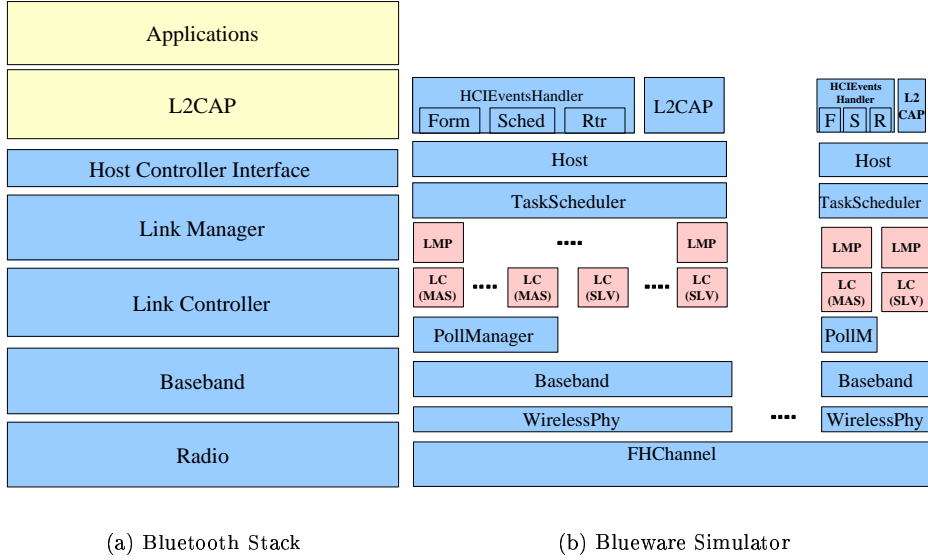 Applications
L2CAP
Host Controller Interface
Link Manager
Link Controller
Baseband
Radio
(a) Bluetooth Stack
HCIEventsHandler
Form Sched Rtr
L2CAP
Host
TaskScheduler
LMP .... LMP
LC
(MAS)
....
LC
(MAS)
LC
(SLV)
....
LC
(SLV)
PollManager
Baseband
WirelessPhy
....
HCIEvents
Handler
F S R
L2
CAP
Host
TaskScheduler
LMP LMP
LC
(MAS)
LC
(SLV)
PollM
Baseband
WirelessPhy
FHChannel
(b) Blueware Simulator